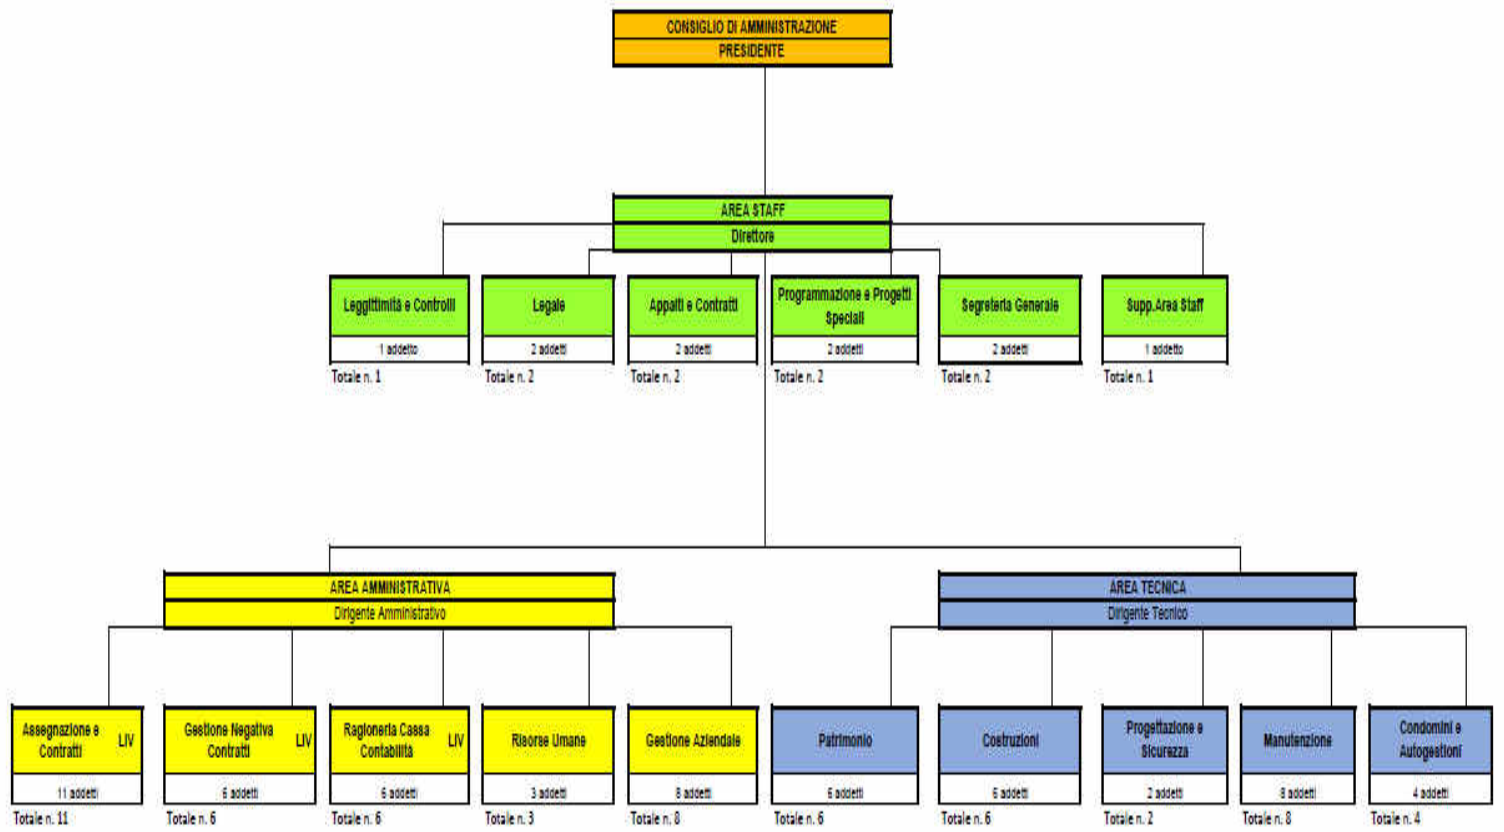 CONSIGLIO DI AMMINISTRAZIONE
PRESIDENTE
AREA STAFF
Direttore
Leggittimità e Controlli
Legale
Appalti e Contratti
Programmazione e Progetti
Speciali
Segreteria Generale
Supp.Area Staff
1 addetto
2 addetti
2 addetti
2 addetti
2 addetti
1 addetto
Totale n. 1
Totale n. 2
Totale n. 2
Totale n. 2
Totale n. 2
Totale n. 1
AREA AMMINISTRATIVA
Dirigente Amministrativo
AREA TECNICA
Dirigente Tecnico
Assegnazione e
Contratti
LIV
Gestione Negativa
Contratti
LIV
Ragioneria Cassa
Contabilità
LIV
Risorse Umane
Gestione Aziendale
Patrimonio
Costruzioni
Progettazione e
Sicurezza
Manutenzione
Condomini e
Autogestioni
11 addetti
6 addetti
6 addetti
3 addetti
8 addetti
6 addetti
6 addetti
2 addetti
8 addetti
4 addetti
Totale n. 11
Totale n. 6
Totale n. 6
Totale n. 3
Totale n. 8
Totale n. 6
Totale n. 6
Totale n. 2
Totale n. 8
Totale n. 4